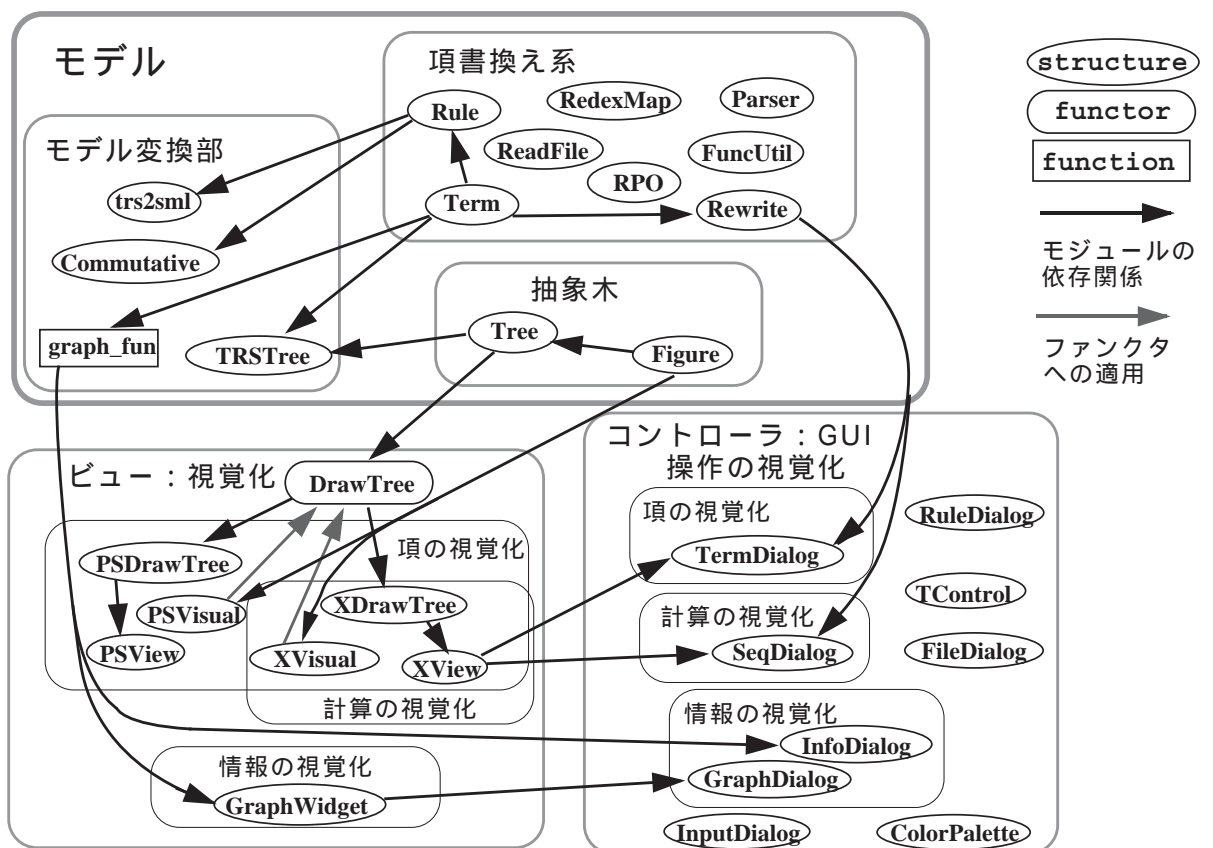 モデル
項書換え系
Rule
RedexMap
Parser
ReadFile
FuncUtil
RPO
Term
Rewrite
モデル変換部
trs2sml
Commutative
graph_fun
TRSTree
抽象木
Tree
Figure
structure
functor
function
モジュールの
依存関係
ファンクタ
への適用
ビュー：視覚化
DrawTree
項の視覚化
PSDrawTree
PSVisual
PSView
XDrawTree
XVisual
XView
計算の視覚化
情報の視覚化
GraphWidget
コントローラ：GUI
操作の視覚化
項の視覚化
TermDialog
計算の視覚化
SeqDialog
情報の視覚化
InfoDialog
GraphDialog
RuleDialog
TControl
FileDialog
InputDialog
ColorPalette